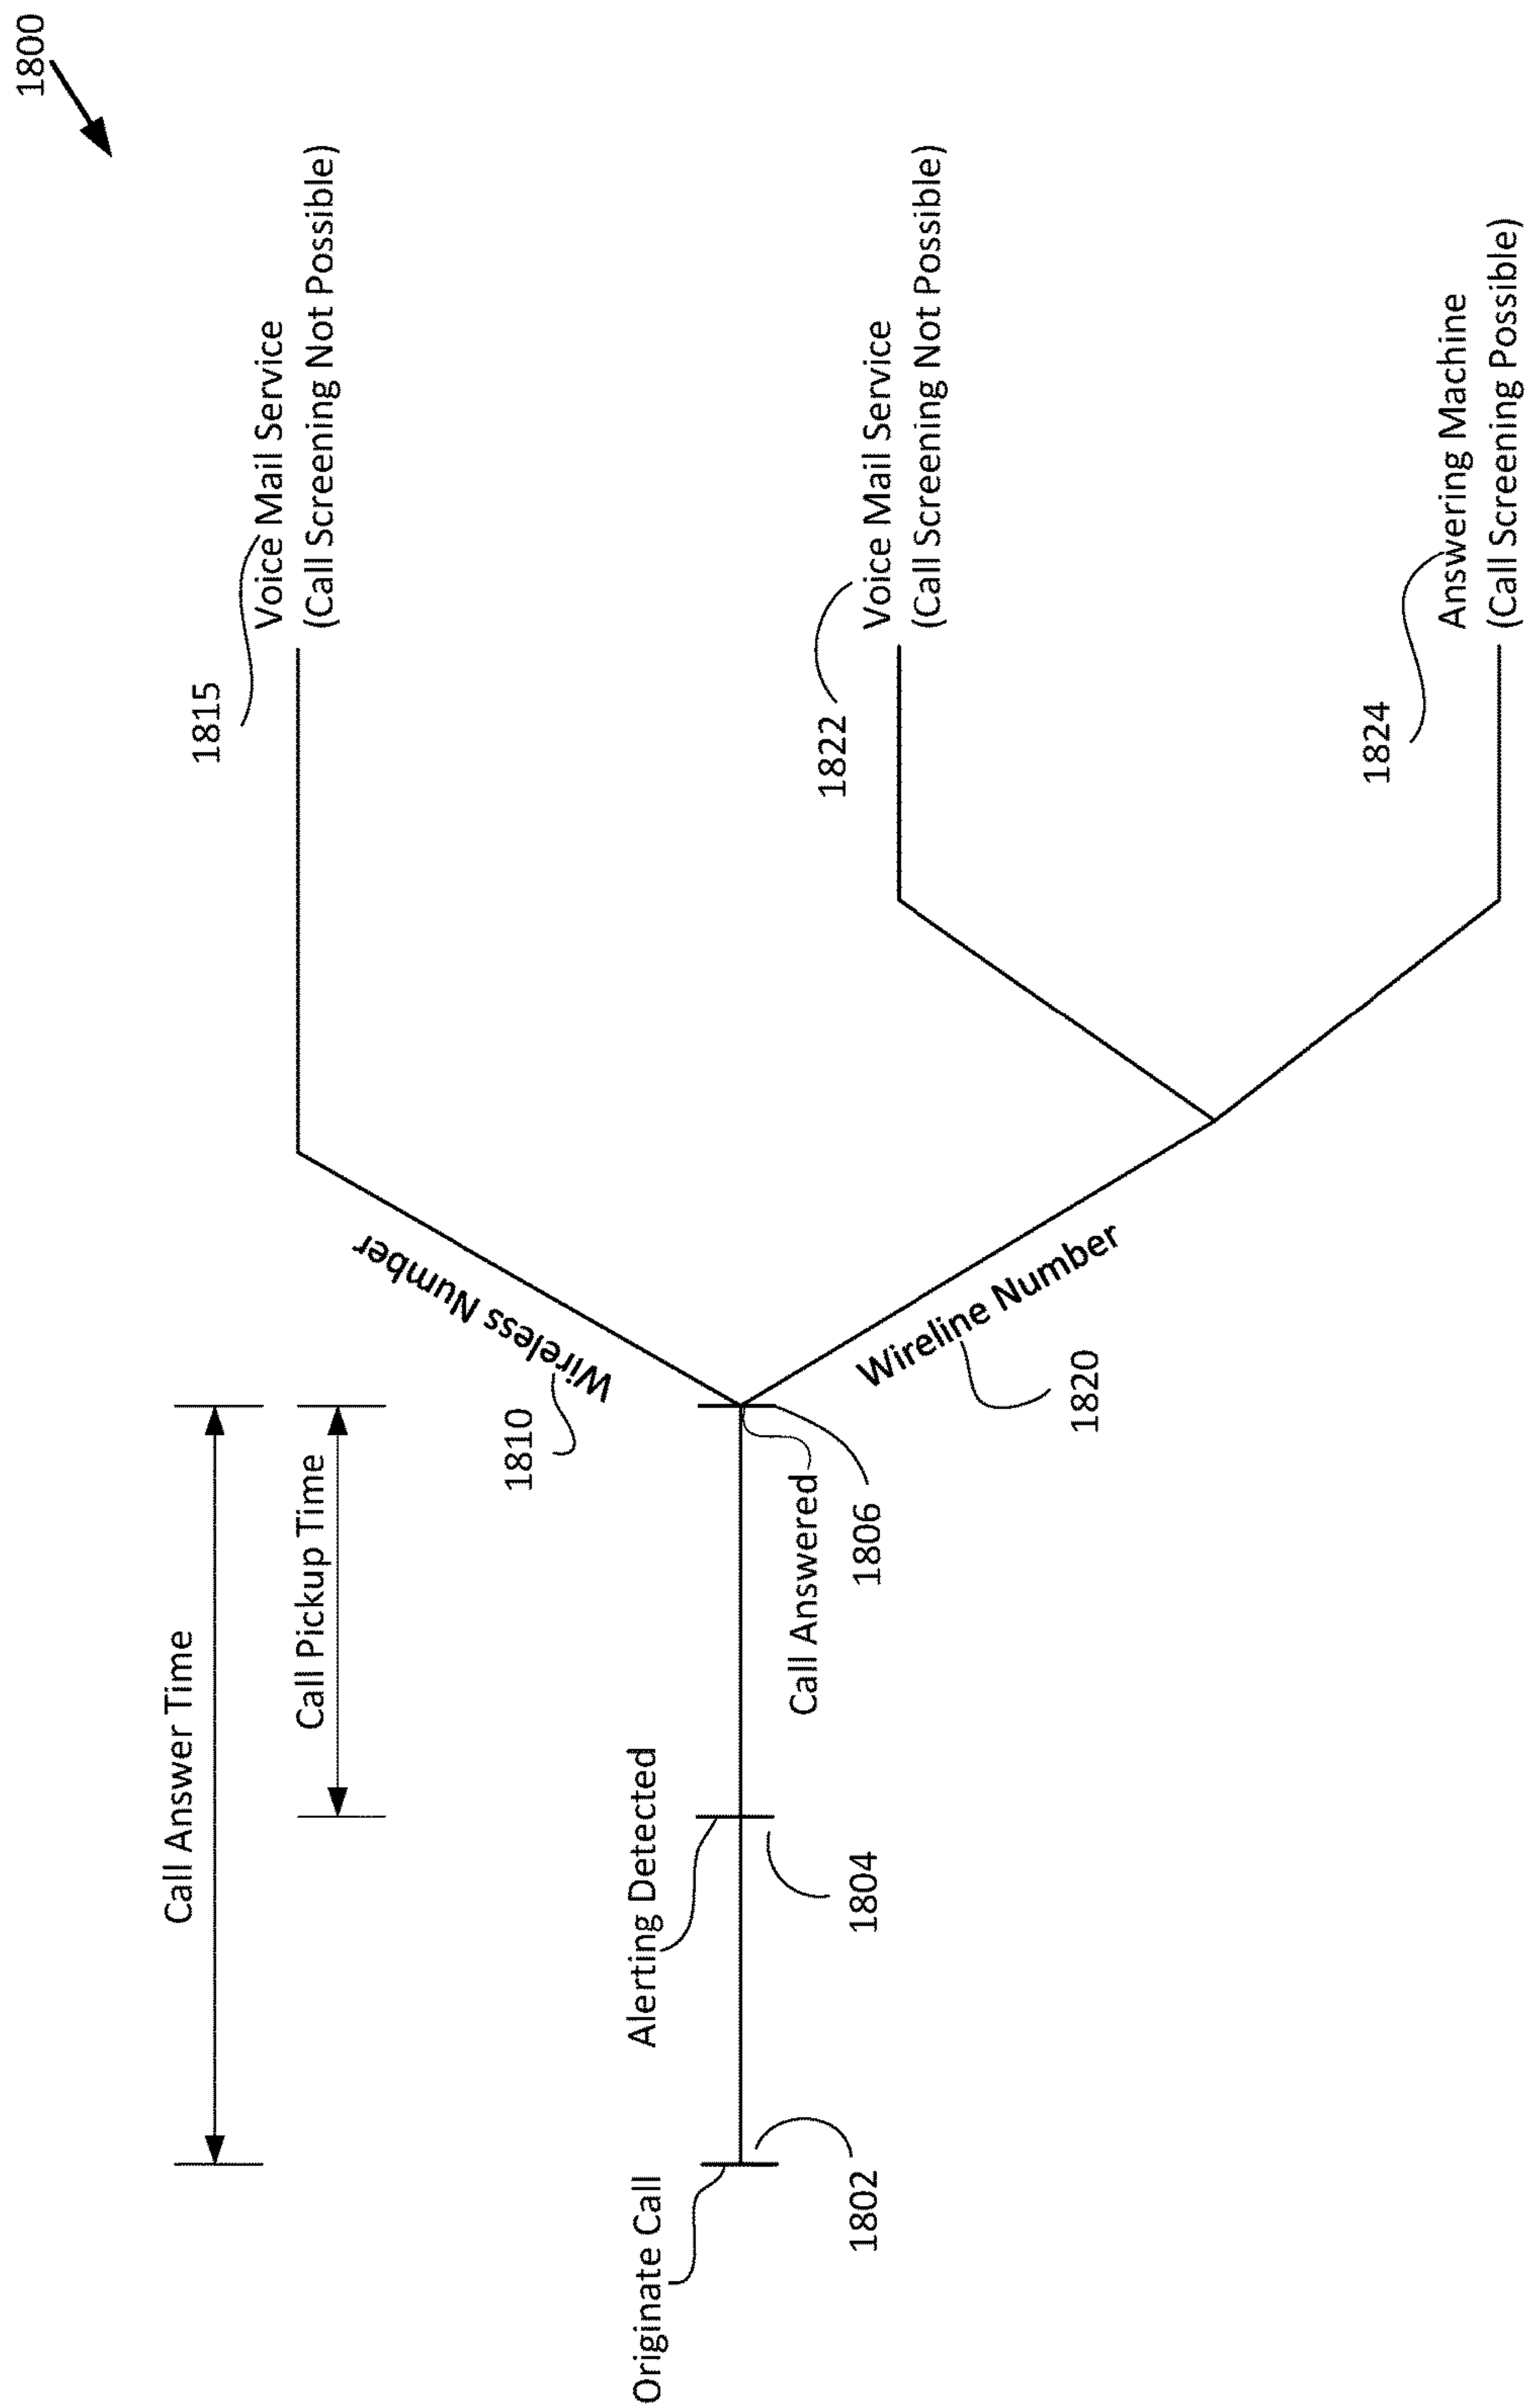 1800
Call Answer Time
Call Pickup Time
Voice Mail Service
(Call Screening Not Possible)
1815
Wireless Number
1810
Originate Call
1802
Alerting Detected
1804
Call Answered
1806
Wireline Number
1820
Voice Mail Service
(Call Screening Not Possible)
1822
Answering Machine
(Call Screening Possible)
1824